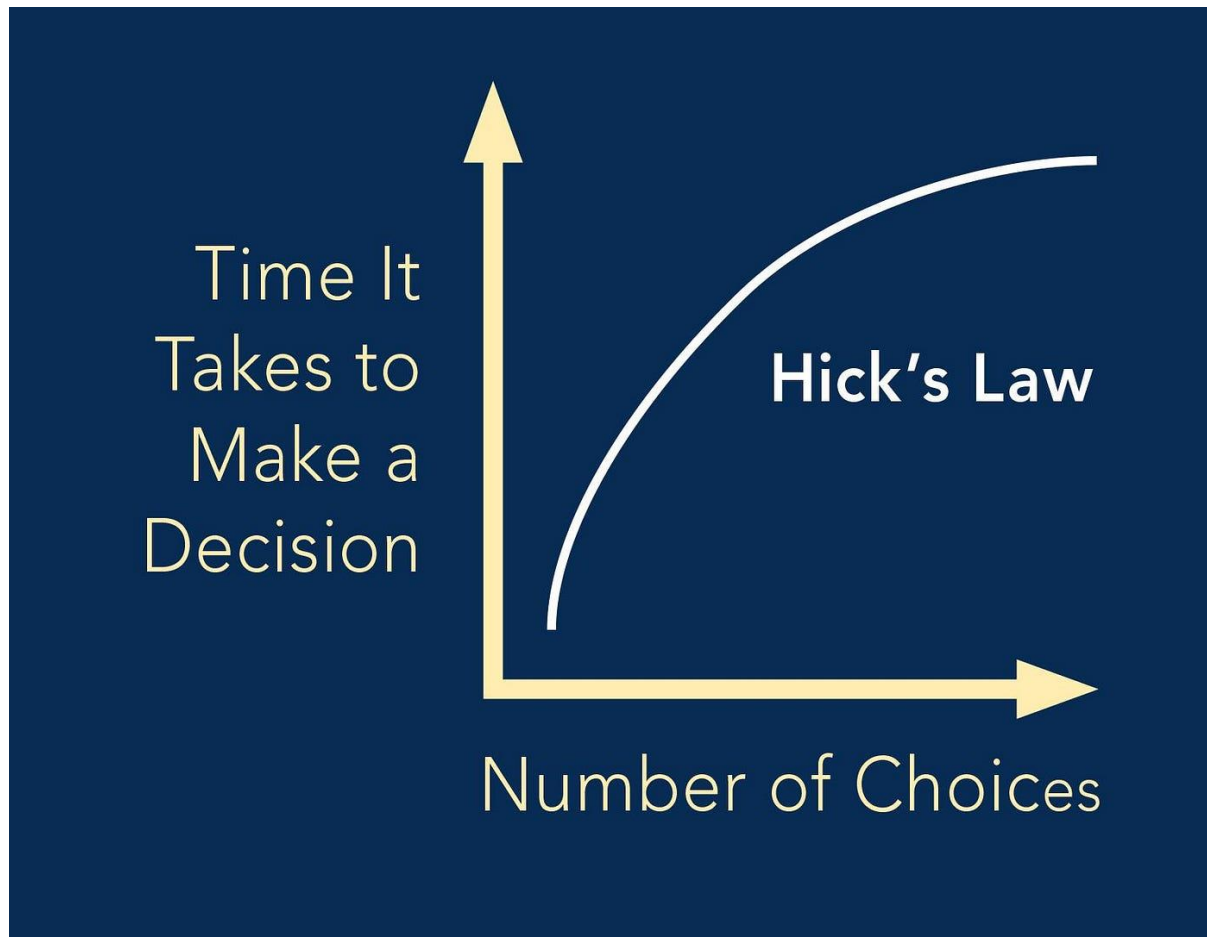 Time It
Takes to
Make a
Decision
Hick’s Law
Number of Choices